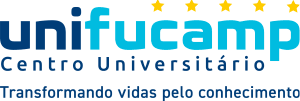 unifucamp
Centro Universitário
Transformando vidas pelo conhecimento